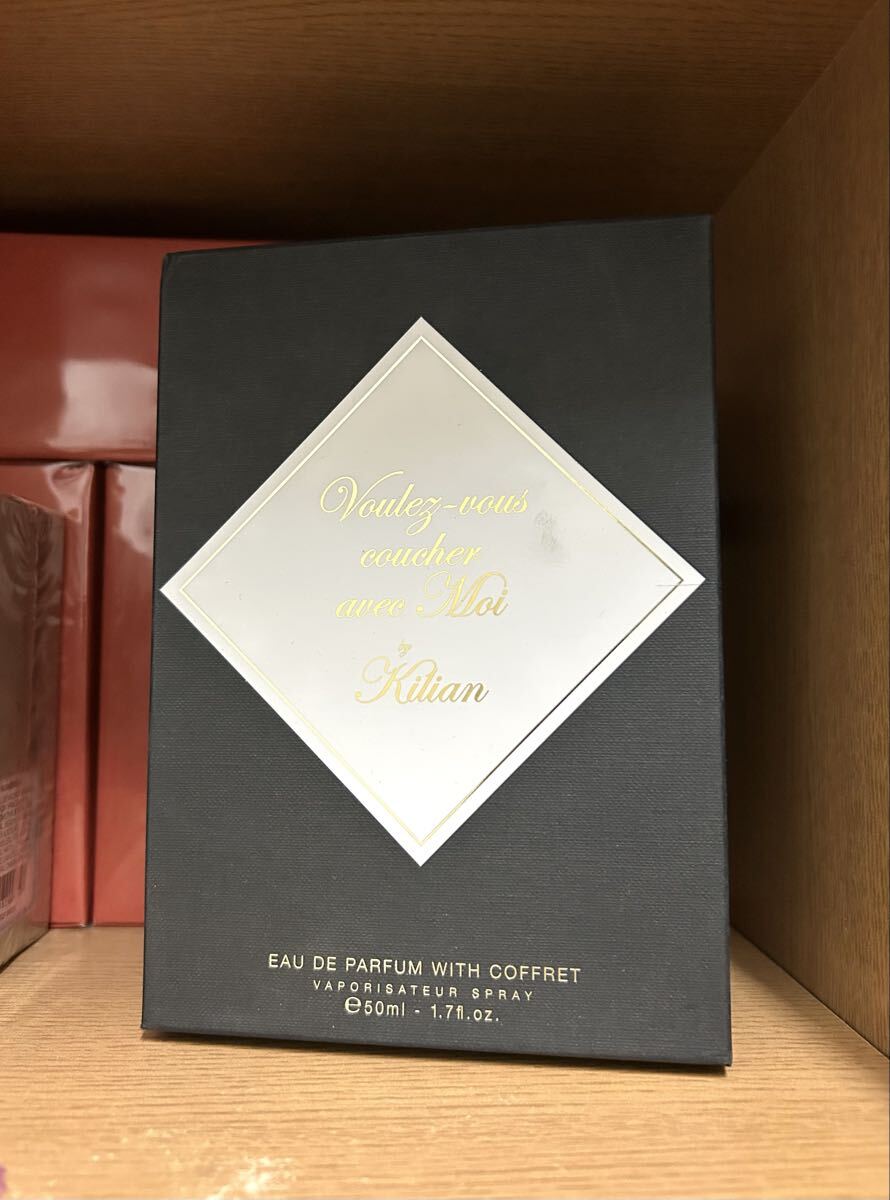 Voulez-vous
coucher
avec Moi
by
Kilian
EAU DE PARFUM WITH COFFRET
VAPORISATEUR SPRAY
℮50ml - 1.7fl.oz.